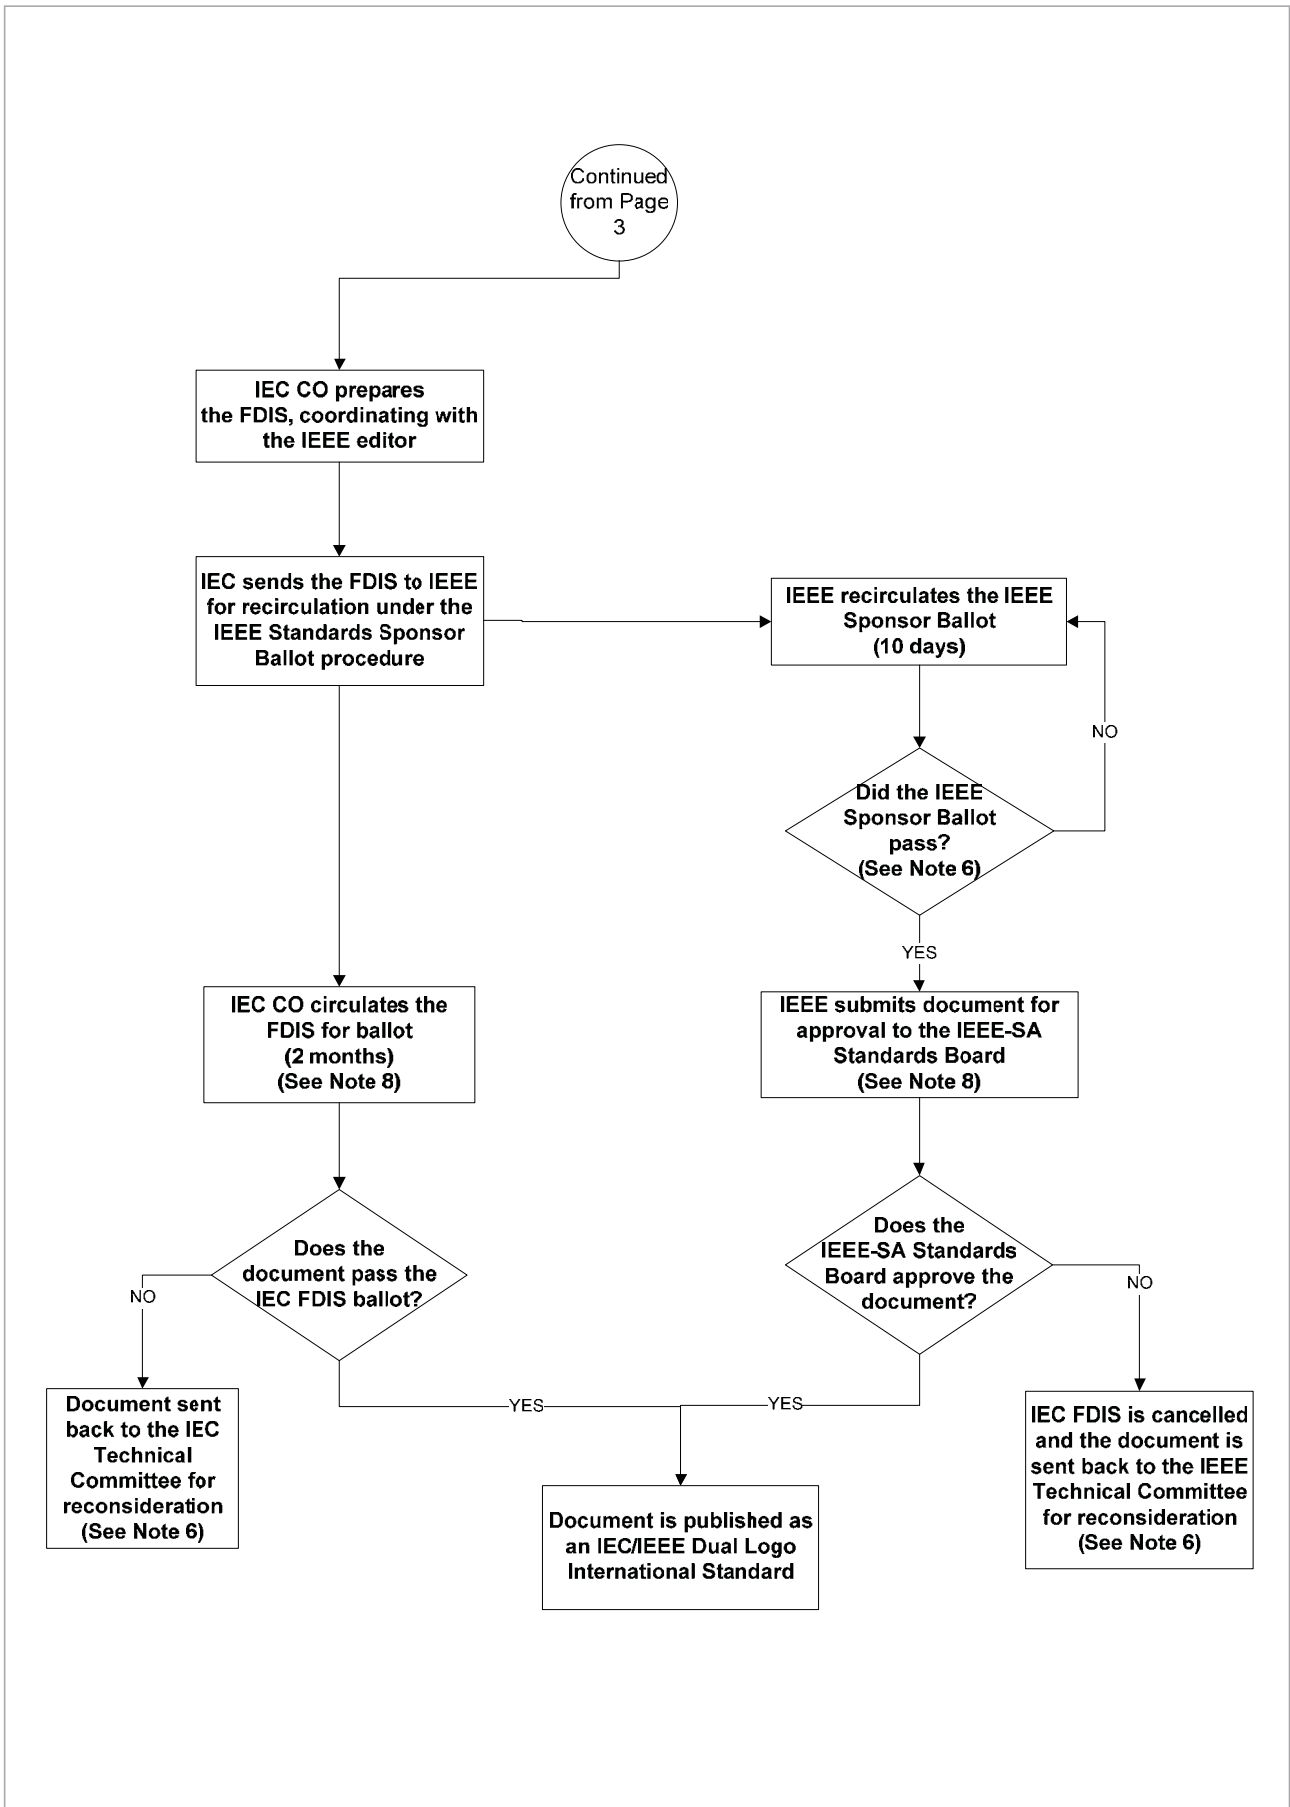 Continued
from Page
3
IEC CO prepares
the FDIS, coordinating with
the IEEE editor
IEC sends the FDIS to IEEE
for recirculation under the
IEEE Standards Sponsor
Ballot procedure
IEEE recirculates the IEEE
Sponsor Ballot
(10 days)
NO
Did the IEEE
Sponsor Ballot
pass?
(See Note 6)
YES
IEC CO circulates the
FDIS for ballot
(2 months)
(See Note 8)
IEEE submits document for
approval to the IEEE-SA
Standards Board
(See Note 8)
Does the
document pass the
IEC FDIS ballot?
Does the
IEEE-SA Standards
Board approve the
document?
NO
NO
Document sent
back to the IEC
Technical
Committee for
reconsideration
(See Note 6)
YES
YES
IEC FDIS is cancelled
and the document is
sent back to the IEEE
Technical Committee
for reconsideration
(See Note 6)
Document is published as
an IEC/IEEE Dual Logo
International Standard